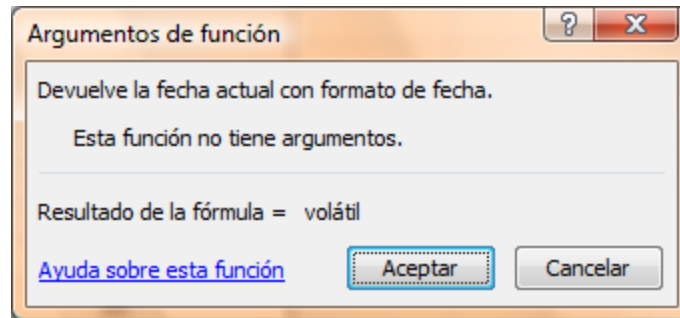 Argumentos de función
Devuelve la fecha actual con formato de fecha.
Esta función no tiene argumentos.
Resultado de la fórmula = volátil
Ayuda sobre esta función Aceptar Cancelar